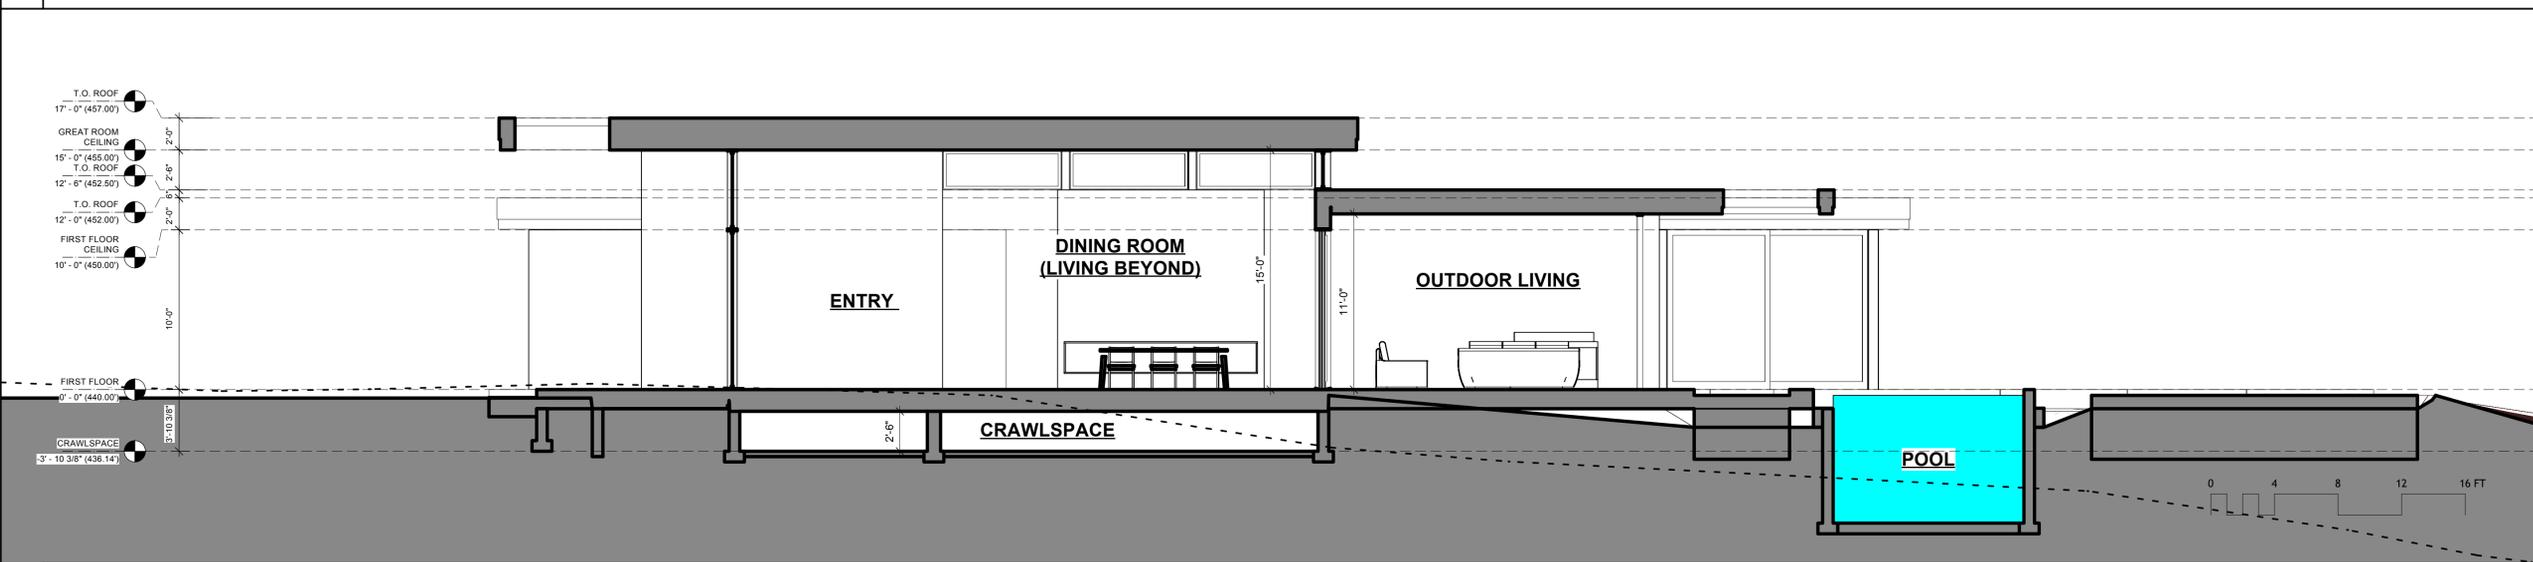 T.O. ROOF
17' - 0" (457.00')
GREAT ROOM
CEILING
15' - 0" (455.00')
T.O. ROOF
12' - 6" (452.50')
T.O. ROOF
12' - 0" (452.00')
FIRST FLOOR
CEILING
10' - 0" (450.00')
FIRST FLOOR
0' - 0" (440.00')
CRAWLSPACE
-3' - 10 3/8" (436.14')
2'-0"
2'-6"
6"
2'-0"
10'-0"
3'-10 3/8"
ENTRY
DINING ROOM
(LIVING BEYOND)
15'-0"
11'-0"
OUTDOOR LIVING
2'-6"
CRAWLSPACE
POOL
0 4 8 12 16 FT